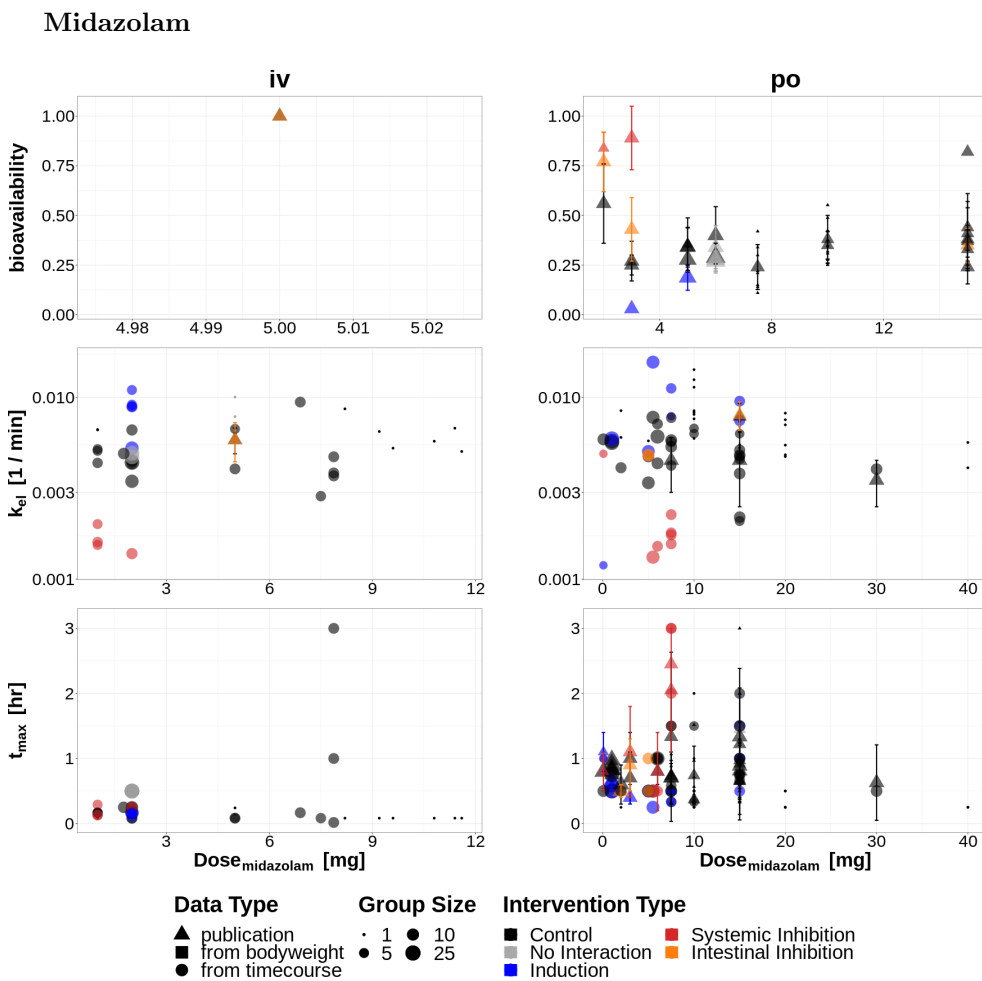 Midazolam
iv
po
bioavailability
1.00
0.75
0.50
0.25
0.00
4.98 4.99 5.00 5.01 5.02
1.00
0.75
0.50
0.25
0.00
4 8 12
kel [1 / min]
0.010
0.003
0.001
3 6 9 12
0.010
0.003
0.001
0 10 20 30 40
tmax [hr]
3
2
1
0
3 6 9 12
Dosemidazolam [mg]
3
2
1
0
0 10 20 30 40
Dosemidazolam [mg]
Data Type
publication
from bodyweight
from timecourse
Group Size
1 10
5 25
Intervention Type
Control
No Interaction
Induction
Systemic Inhibition
Intestinal Inhibition